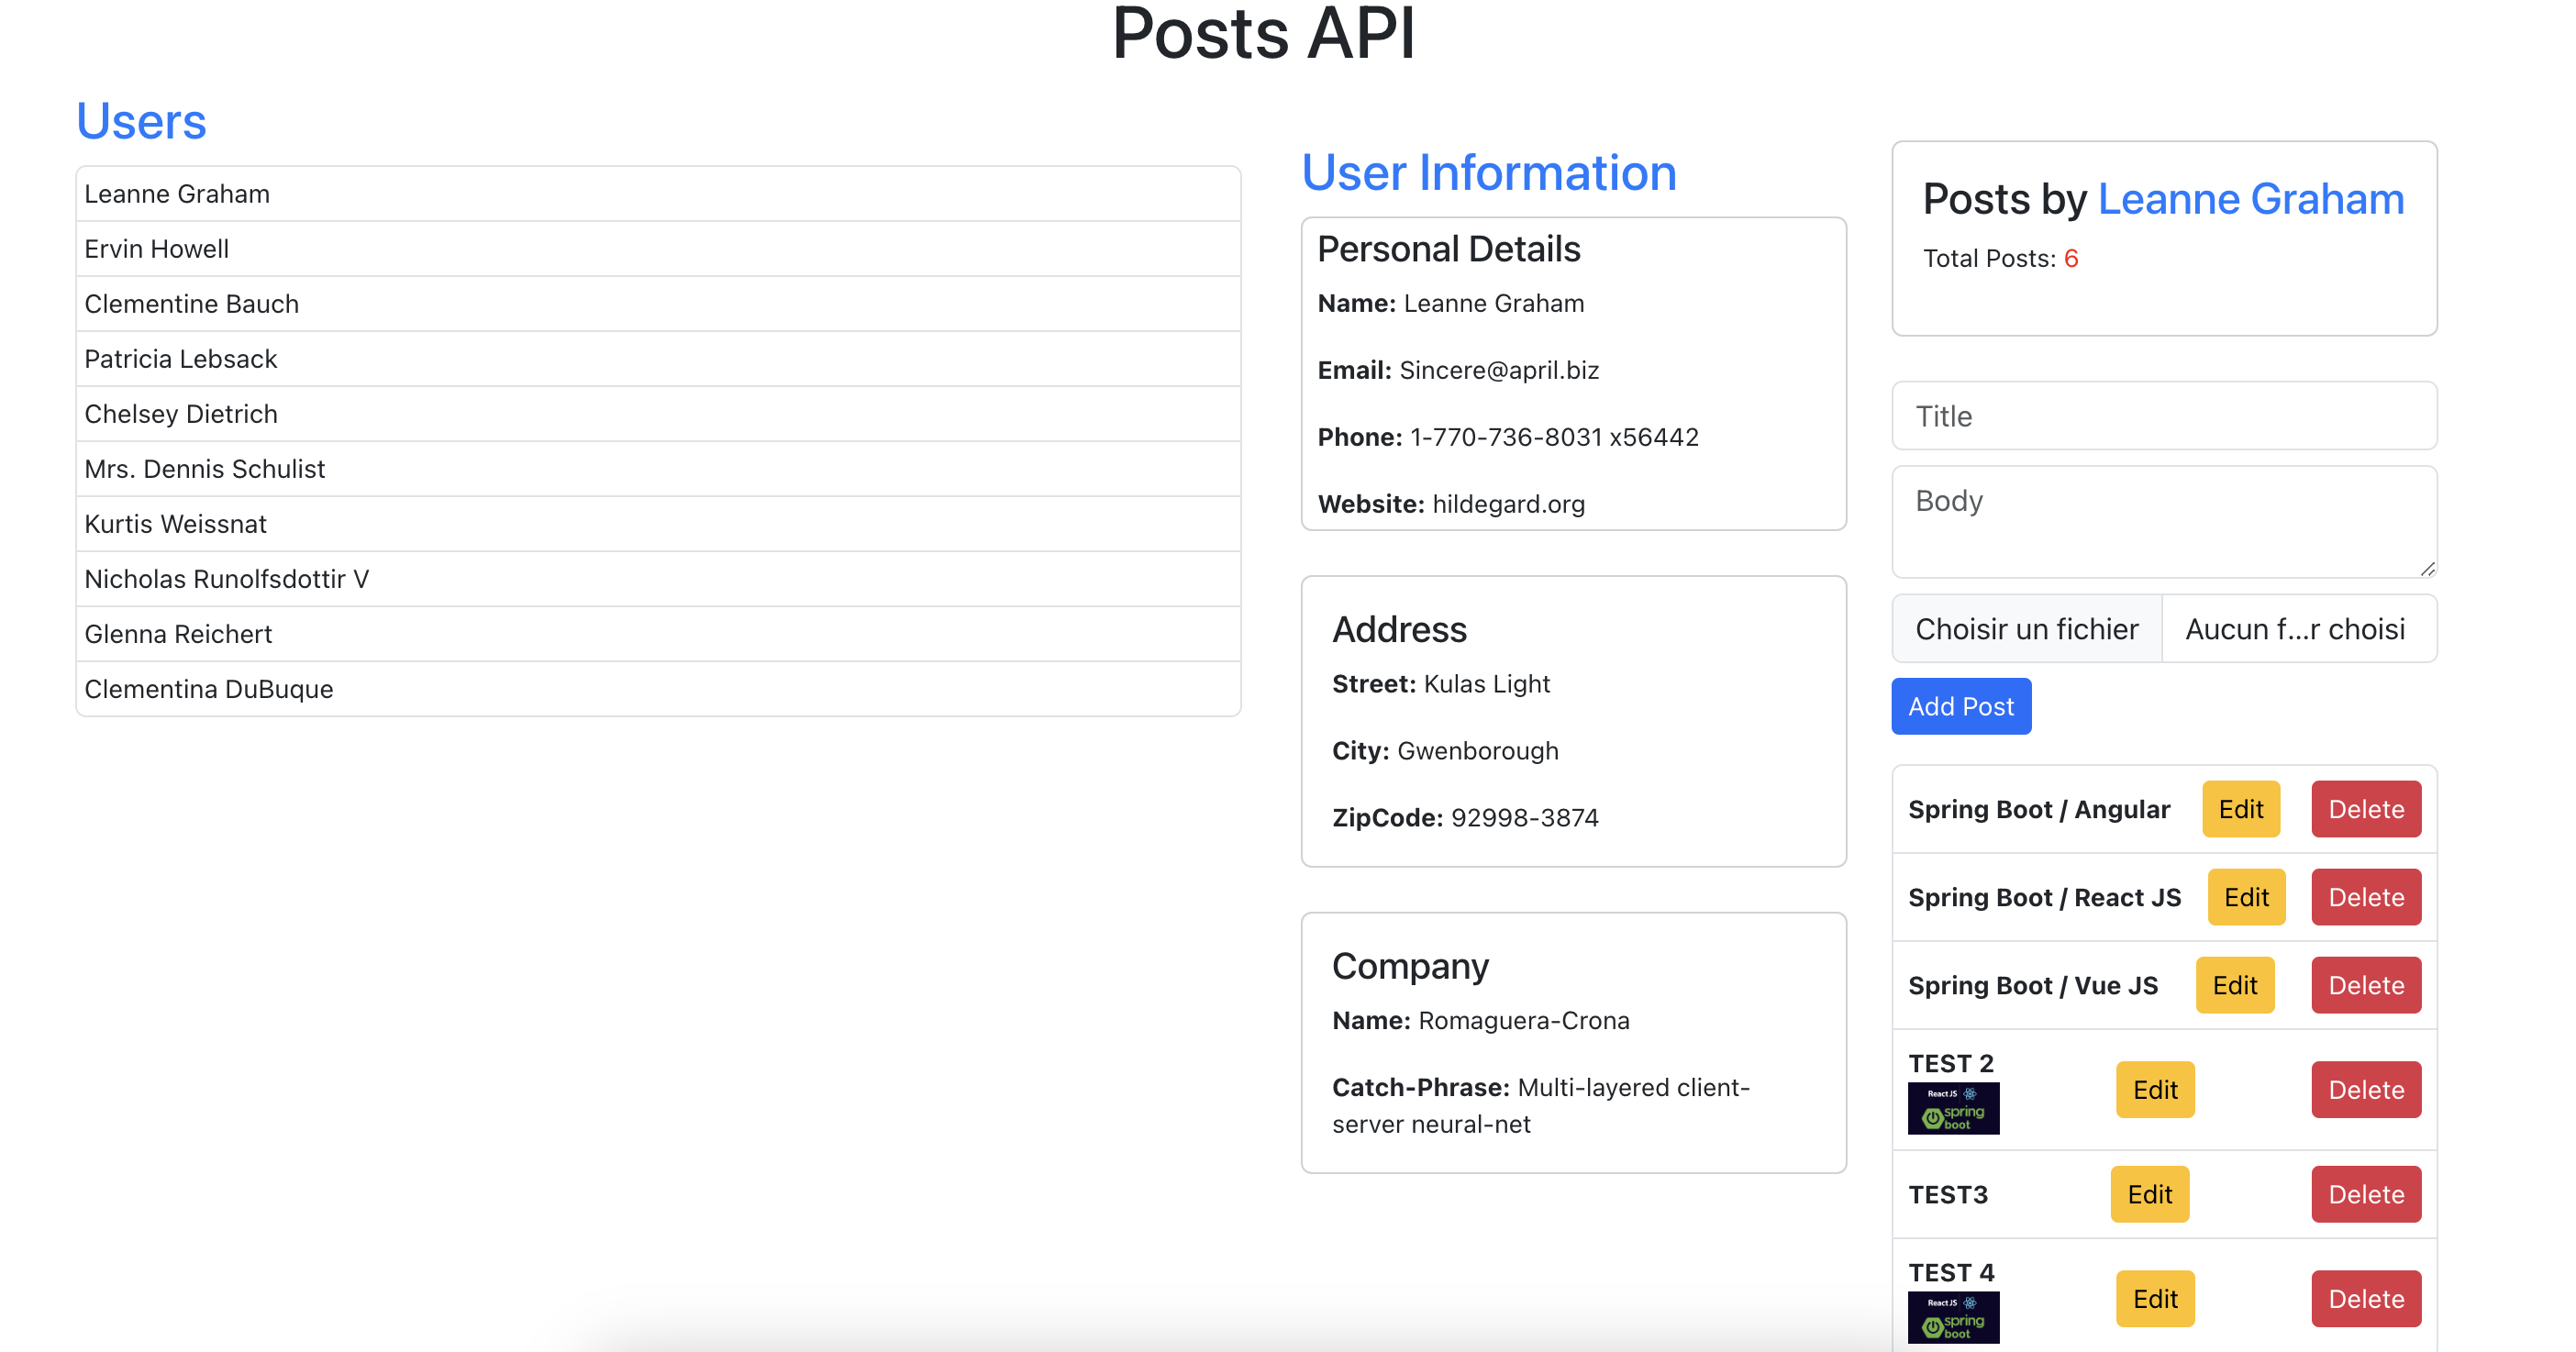 Posts API
Users
Leanne Graham
Ervin Howell
Clementine Bauch
Patricia Lebsack
Chelsey Dietrich
Mrs. Dennis Schulist
Kurtis Weissnat
Nicholas Runolfsdottir V
Glenna Reichert
Clementina DuBuque
User Information
Personal Details
Name: Leanne Graham
Email: Sincere@april.biz
Phone: 1-770-736-8031 x56442
Website: hildegard.org
Address
Street: Kulas Light
City: Gwenborough
ZipCode: 92998-3874
Company
Name: Romaguera-Crona
Catch-Phrase: Multi-layered client-
server neural-net
Posts by Leanne Graham
Total Posts: 6
Title
Body
Choisir un fichier Aucun f...r choisi
Add Post
Spring Boot / Angular Edit Delete
Spring Boot / React JS Edit Delete
Spring Boot / Vue JS Edit Delete
TEST 2
React JS
spring
boot
Edit Delete
TEST3 Edit Delete
TEST 4
React JS
spring
boot
Edit Delete